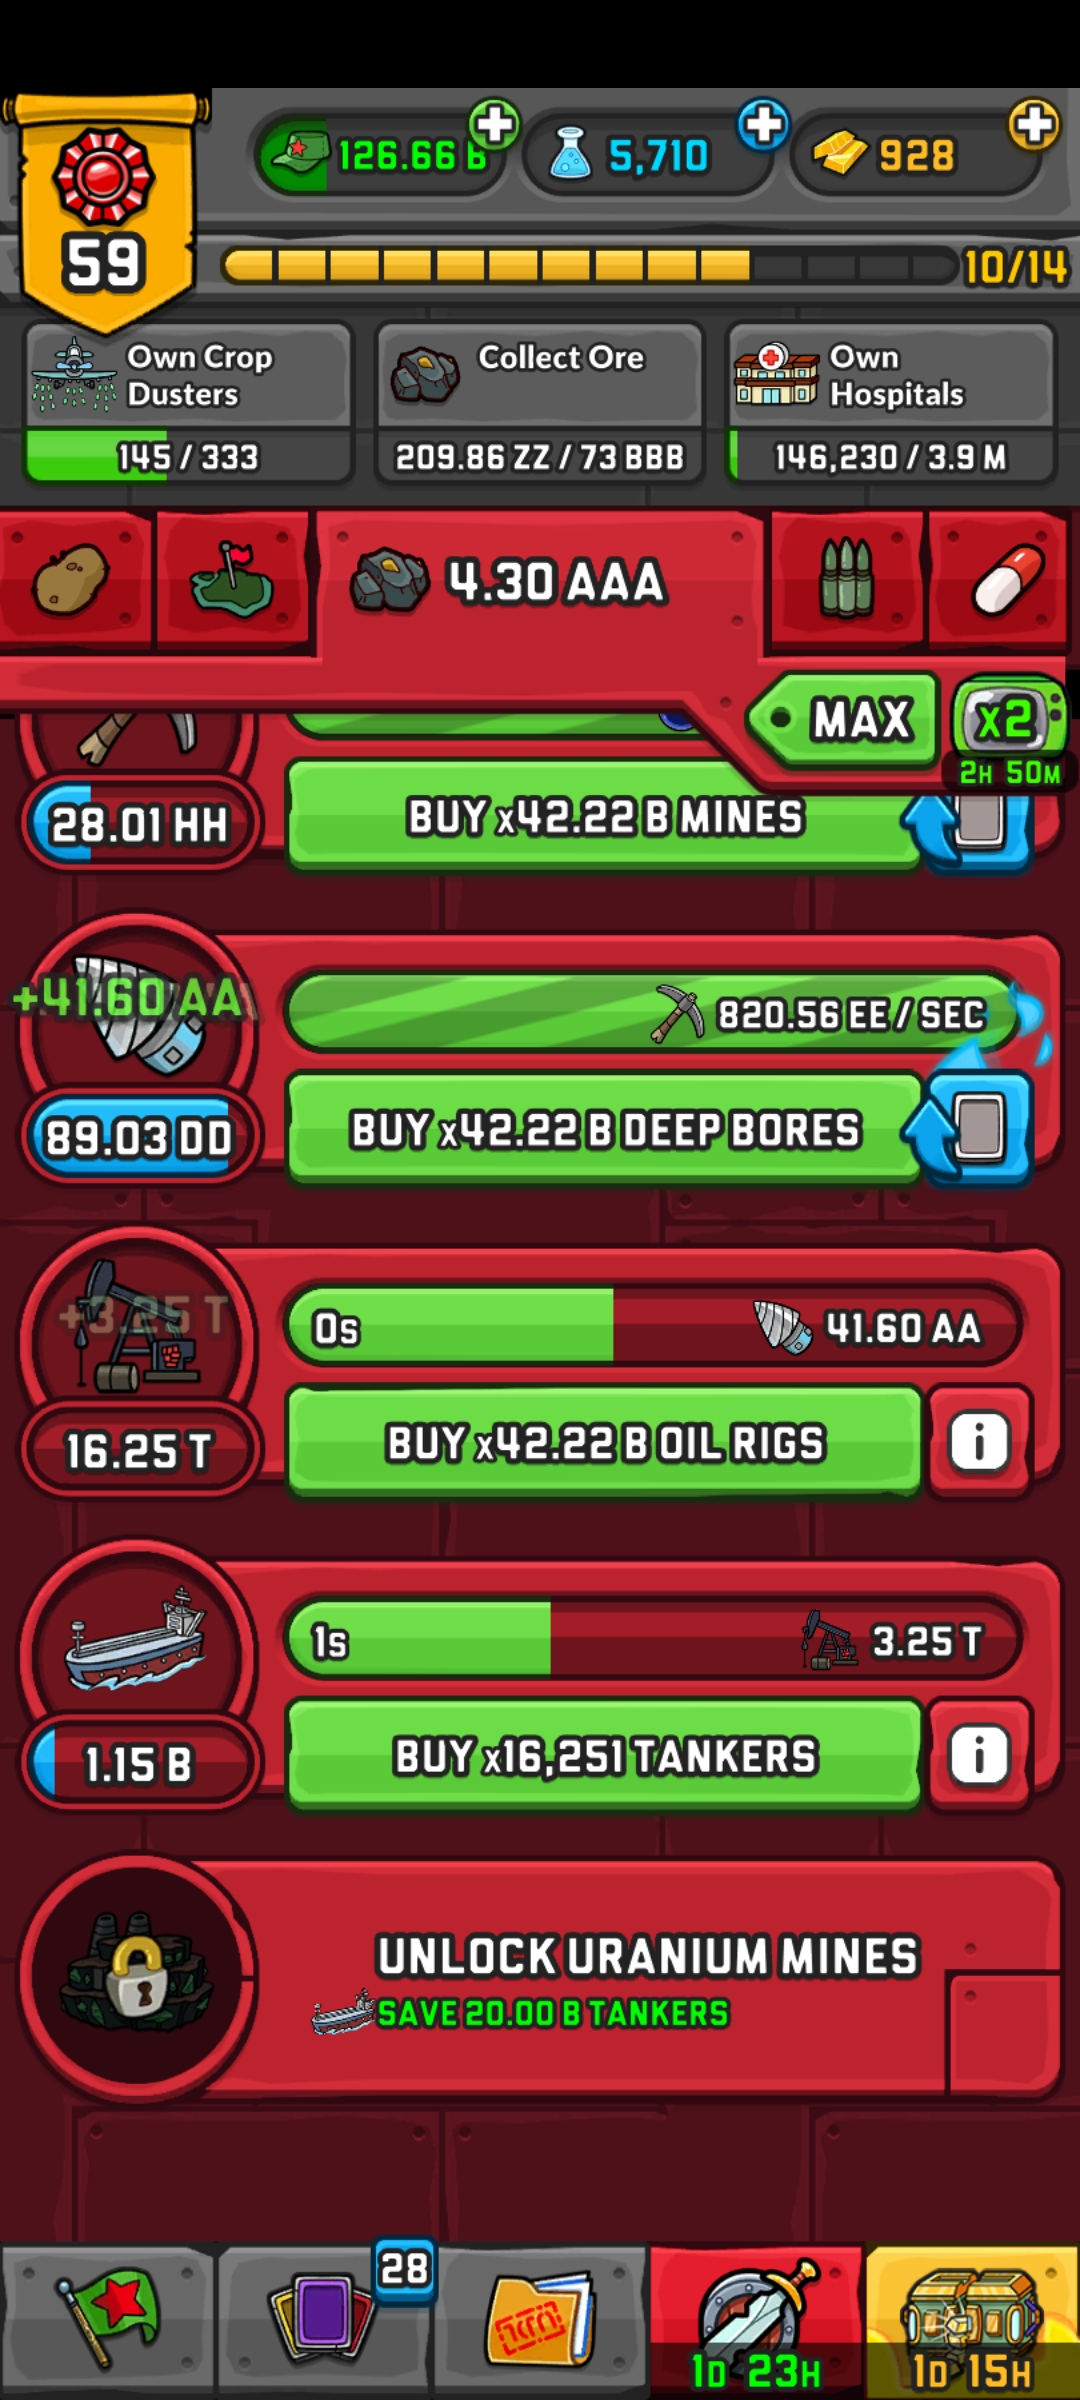 126.66 B
5,710
928
59
10/14
Own Crop
Dusters
Collect Ore
Own
Hospitals
145 / 333
209.86 ZZ / 73 BBB
146,230 / 3.9 M
4.30 AAA
MAX
x2
2H 50M
28.01 HH
BUY x42.22 B MINES
+41.60 AA
820.56 EE / SEC
89.03 DD
BUY x42.22 B DEEP BORES
+3.25 T
0s
41.60 AA
16.25 T
BUY x42.22 B OIL RIGS
i
1s
3.25 T
1.15 B
BUY x16,251 TANKERS
i
UNLOCK URANIUM MINES
SAVE 20.00 B TANKERS
28
1D 23H
1D 15H